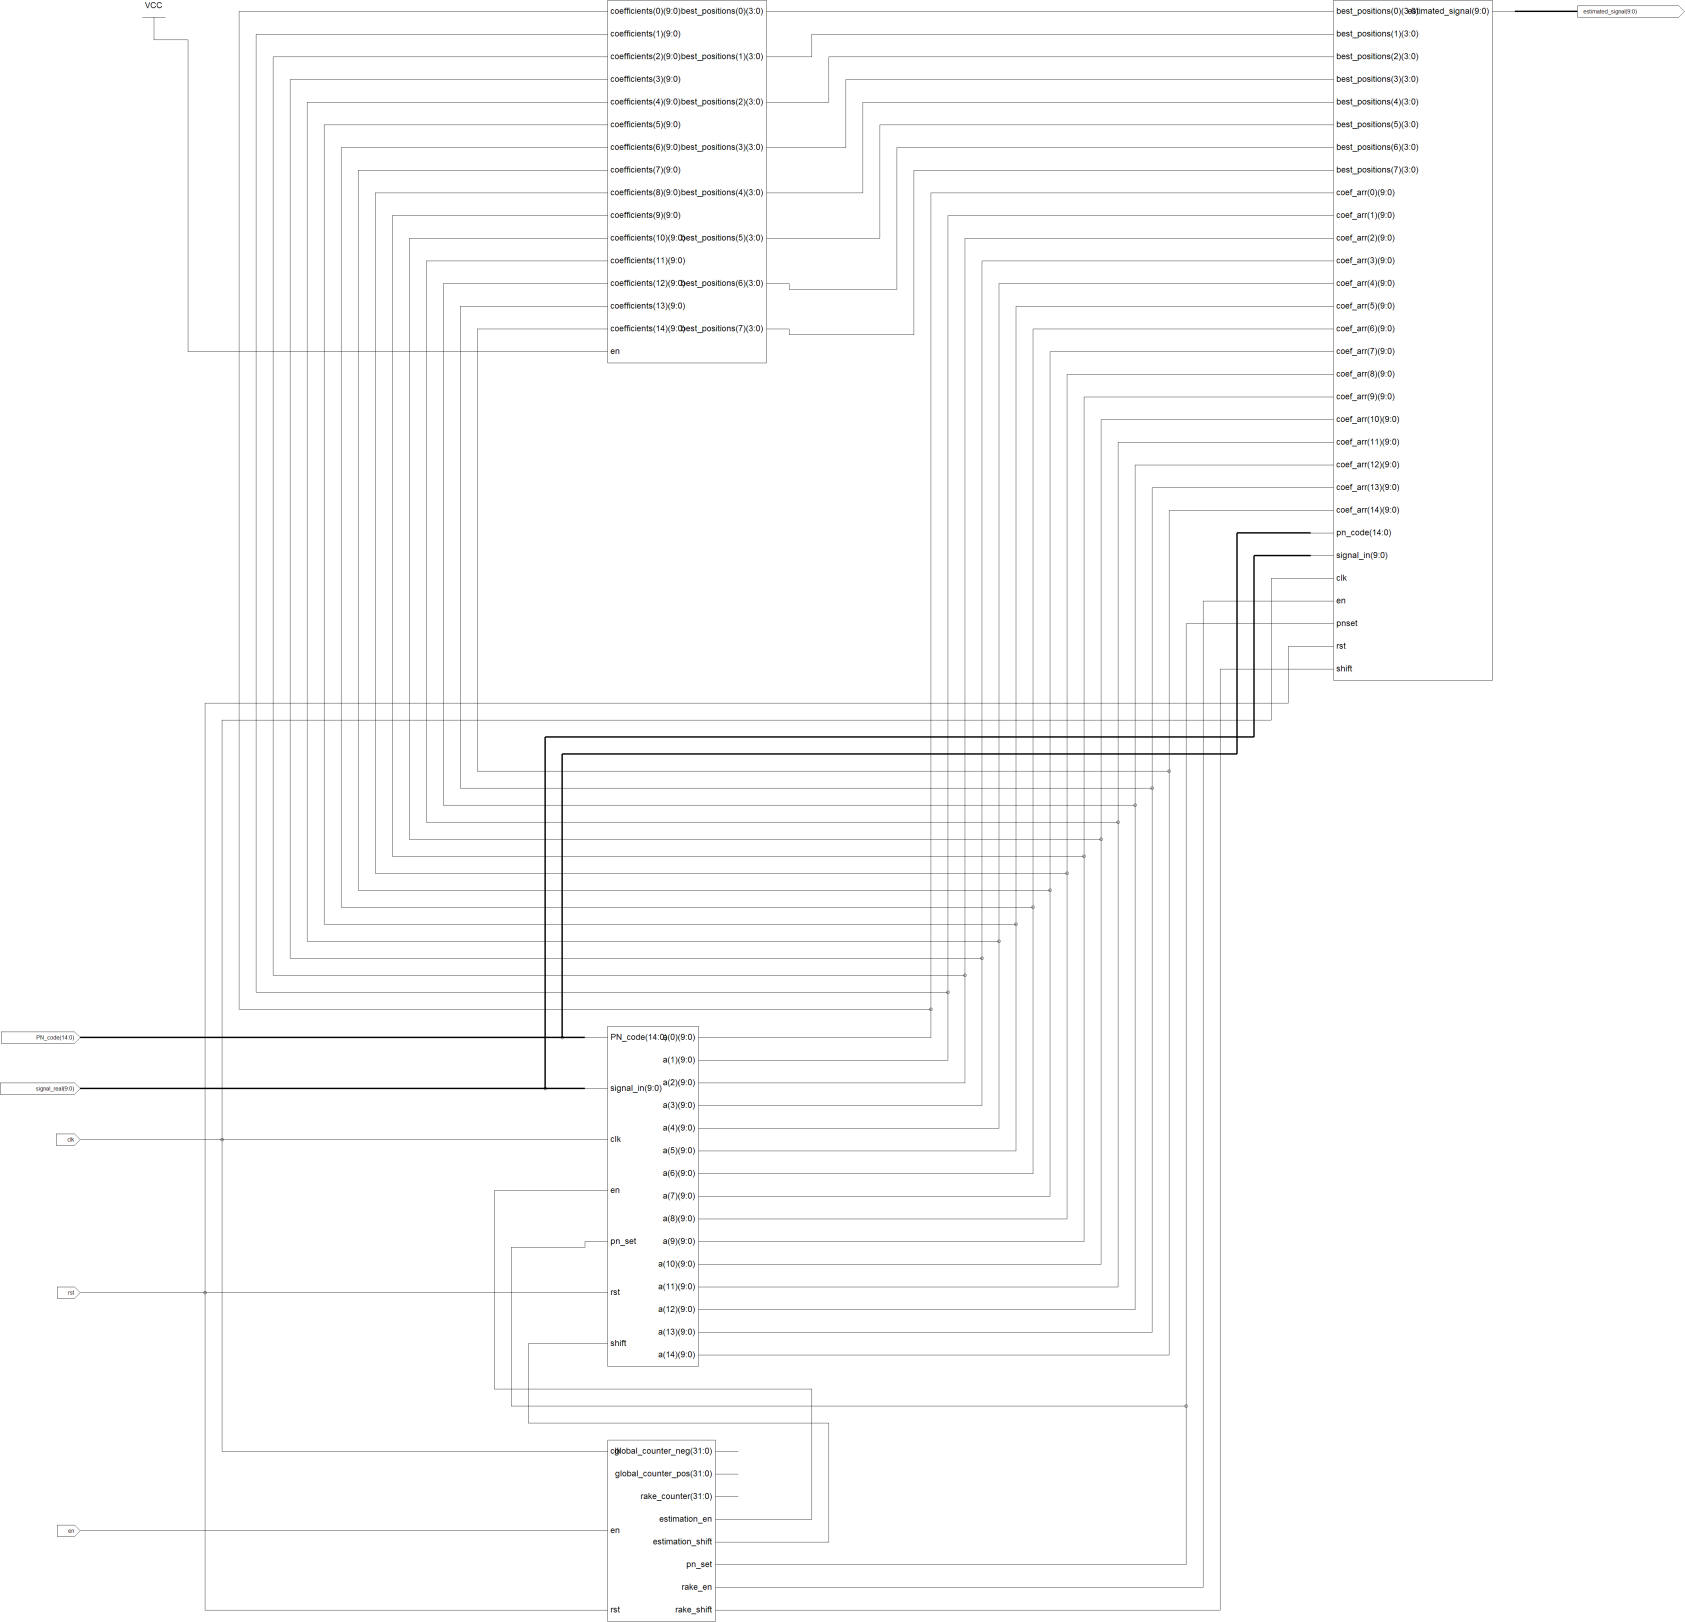 VCC
coefficients(0)(9:0)
best_positions(0)(3:0)
coefficients(1)(9:0)
coefficients(2)(9:0)
best_positions(1)(3:0)
coefficients(3)(9:0)
coefficients(4)(9:0)
best_positions(2)(3:0)
coefficients(5)(9:0)
coefficients(6)(9:0)
best_positions(3)(3:0)
coefficients(7)(9:0)
coefficients(8)(9:0)
best_positions(4)(3:0)
coefficients(9)(9:0)
coefficients(10)(9:0)
best_positions(5)(3:0)
coefficients(11)(9:0)
coefficients(12)(9:0)
best_positions(6)(3:0)
coefficients(13)(9:0)
coefficients(14)(9:0)
best_positions(7)(3:0)
en
best_positions(0)(3:0)
estimated_signal(9:0)
estimated_signal(9:0)
best_positions(1)(3:0)
best_positions(2)(3:0)
best_positions(3)(3:0)
best_positions(4)(3:0)
best_positions(5)(3:0)
best_positions(6)(3:0)
best_positions(7)(3:0)
coef_arr(0)(9:0)
coef_arr(1)(9:0)
coef_arr(2)(9:0)
coef_arr(3)(9:0)
coef_arr(4)(9:0)
coef_arr(5)(9:0)
coef_arr(6)(9:0)
coef_arr(7)(9:0)
coef_arr(8)(9:0)
coef_arr(9)(9:0)
coef_arr(10)(9:0)
coef_arr(11)(9:0)
coef_arr(12)(9:0)
coef_arr(13)(9:0)
coef_arr(14)(9:0)
pn_code(14:0)
signal_in(9:0)
clk
en
pnset
rst
shift
PN_code(14:0)
signal_real(9:0)
clk
rst
en
PN_code(14:0)
a(0)(9:0)
a(1)(9:0)
signal_in(9:0)
a(2)(9:0)
a(3)(9:0)
a(4)(9:0)
clk
a(5)(9:0)
a(6)(9:0)
en
a(7)(9:0)
a(8)(9:0)
pn_set
a(9)(9:0)
a(10)(9:0)
rst
a(11)(9:0)
a(12)(9:0)
a(13)(9:0)
shift
a(14)(9:0)
clk
global_counter_neg(31:0)
global_counter_pos(31:0)
rake_counter(31:0)
estimation_en
en
estimation_shift
pn_set
rake_en
rst
rake_shift